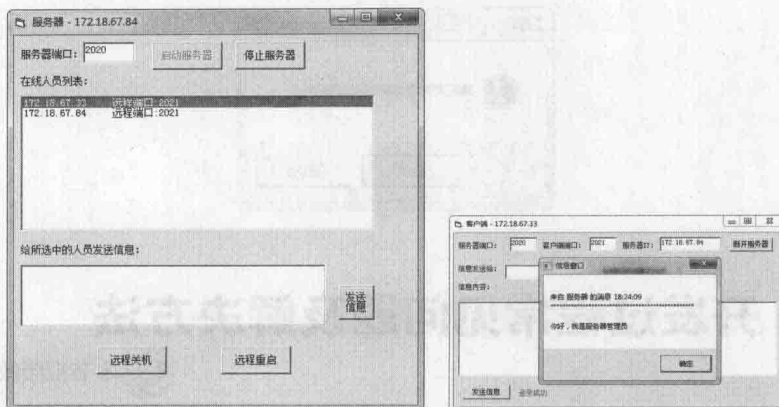 服务器 - 172.18.67.84
服务器端口: 2020 启动服务器 停止服务器
在线人员列表:
172.18.67.33 远程端口:2021
172.18.67.84 远程端口:2021
给所选中的人员发送信息:
发送信息
远程关机 远程重启
客户端 - 172.18.67.33
服务器端口: 2020 客户端端口: 2021 服务器IP: 172.18.67.84 断开服务器
信息发送给:
信息内容:
信息窗口
来自 服务器 的消息 18:24:09
你好，我是服务器管理员
确定
发送信息